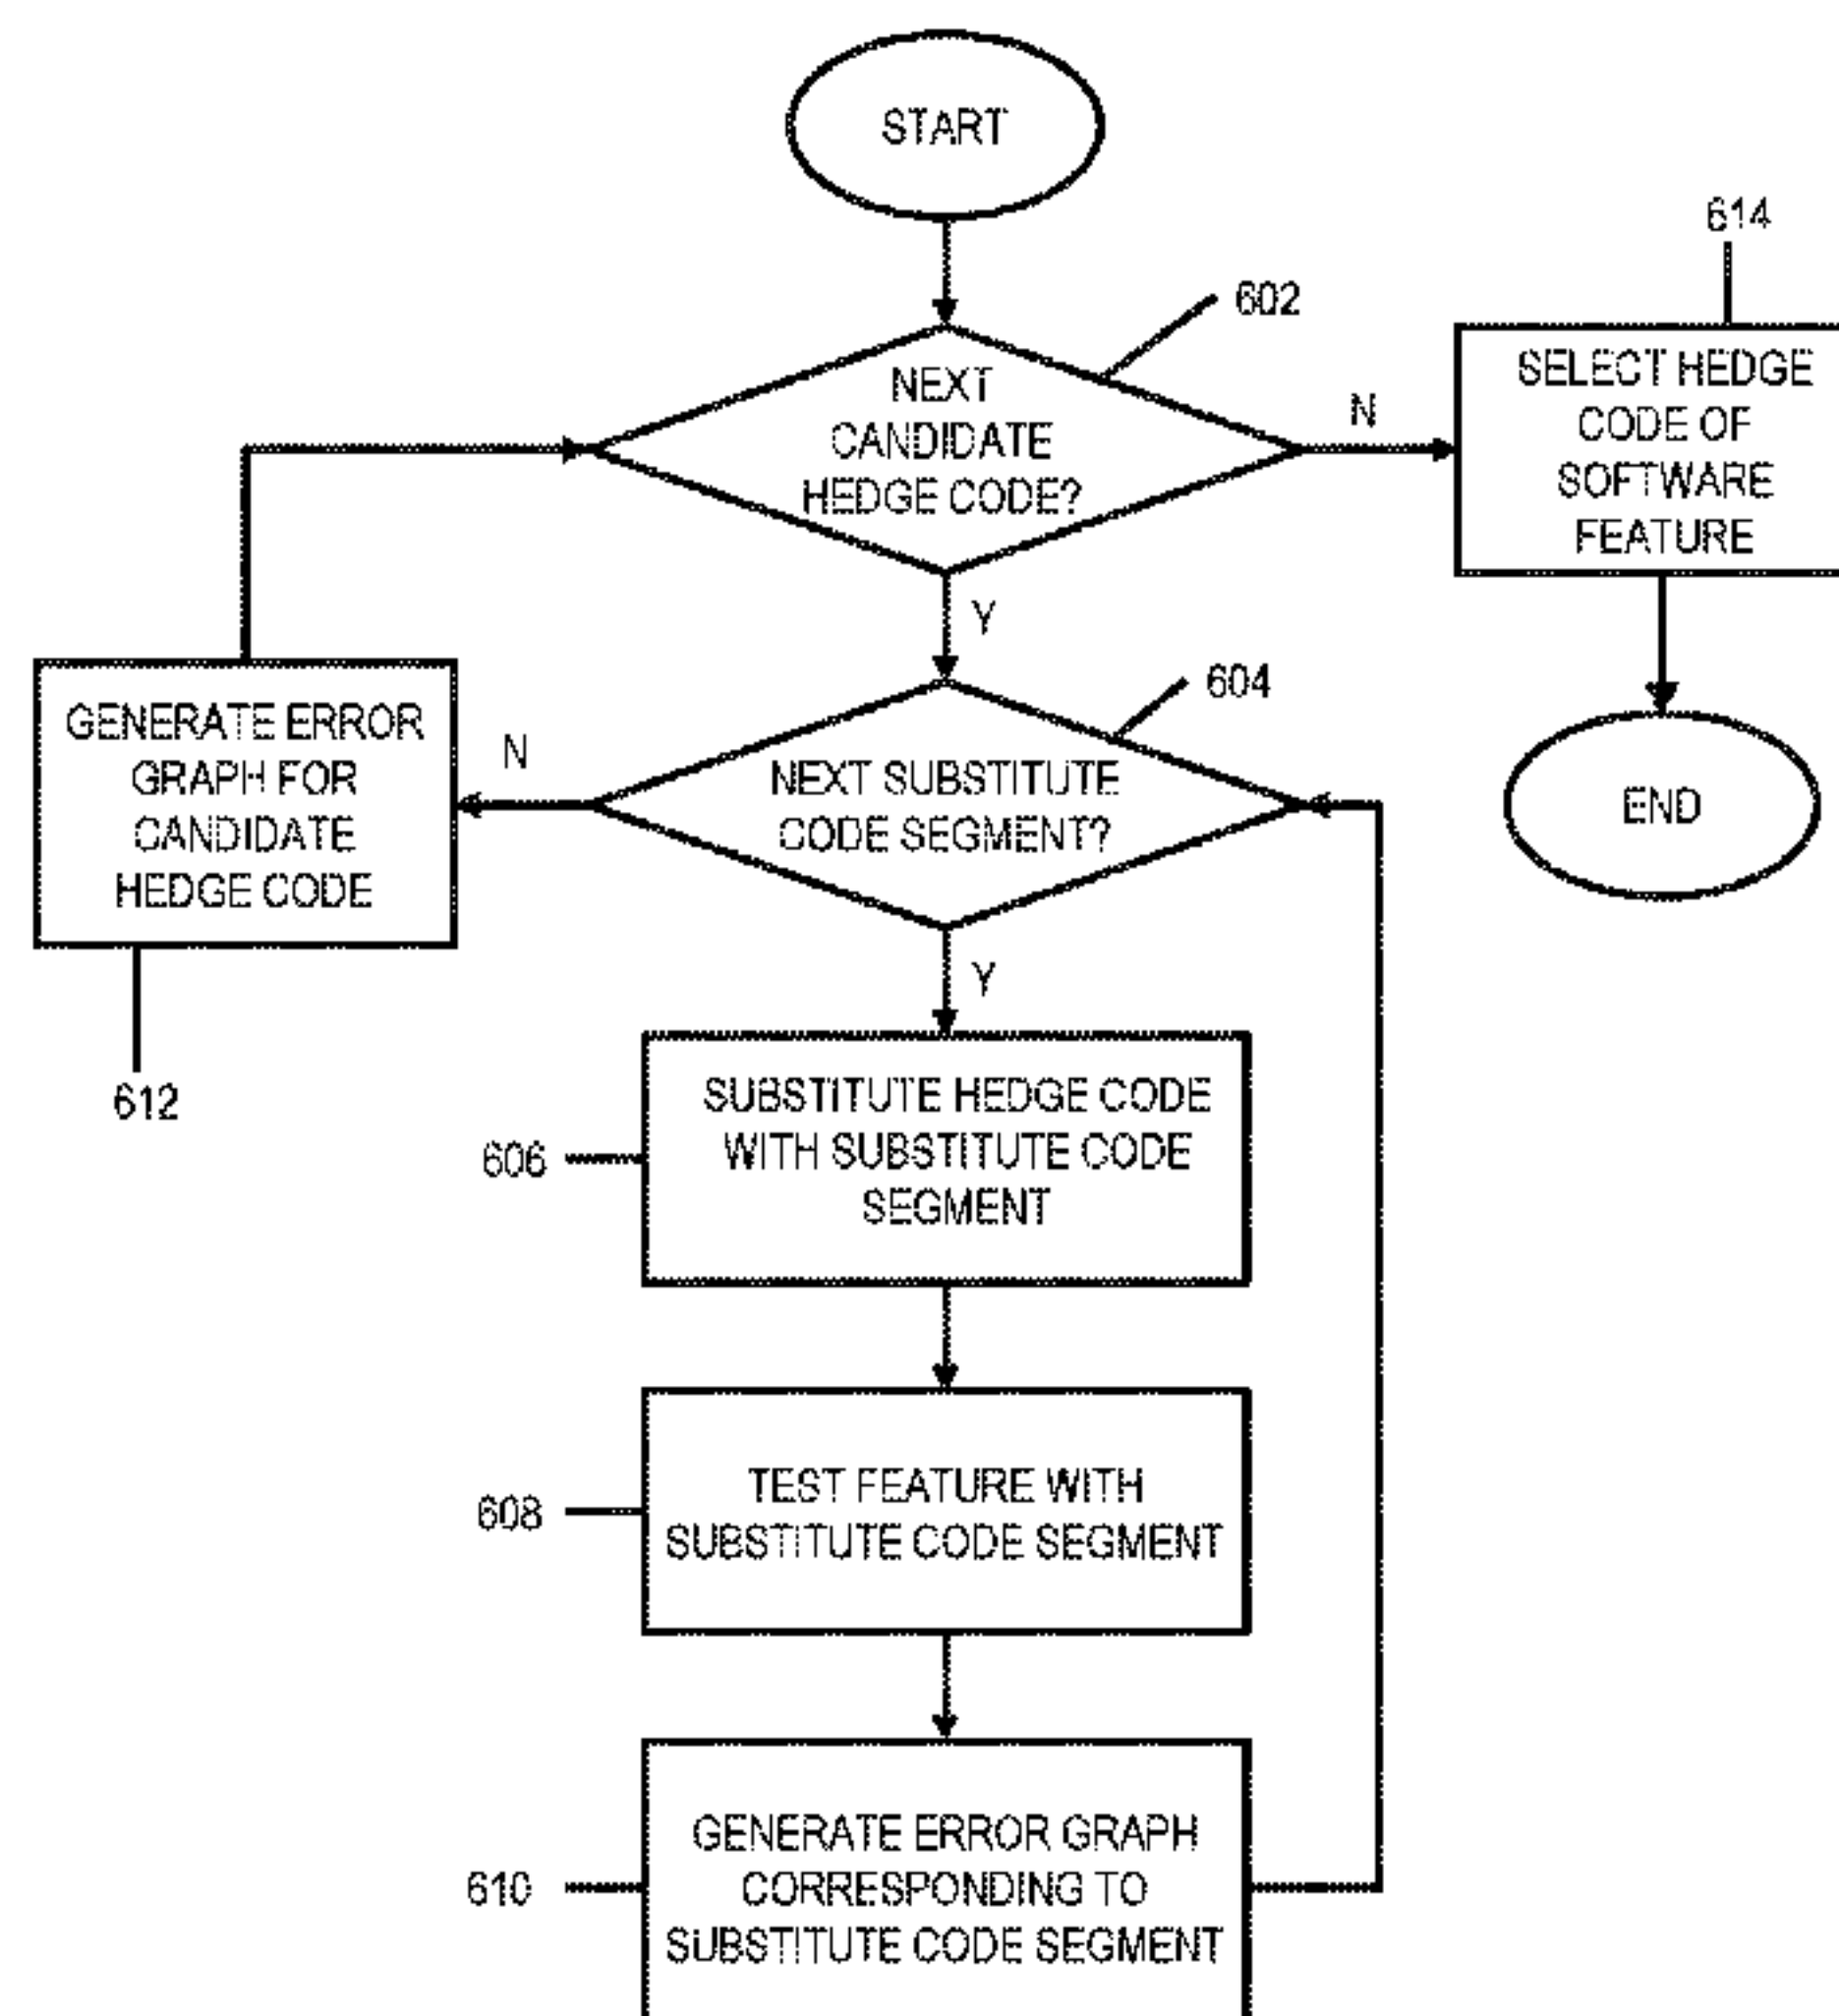 START
614
602
NEXT
CANDIDATE
HEDGE CODE?
N
SELECT HEDGE
CODE OF
SOFTWARE
FEATURE
Y
604
GENERATE ERROR
GRAPH FOR
CANDIDATE
HEDGE CODE
N
NEXT SUBSTITUTE
CODE SEGMENT?
END
Y
612
606
SUBSTITUTE HEDGE CODE
WITH SUBSTITUTE CODE
SEGMENT
608
TEST FEATURE WITH
SUBSTITUTE CODE SEGMENT
610
GENERATE ERROR GRAPH
CORRESPONDING TO
SUBSTITUTE CODE SEGMENT